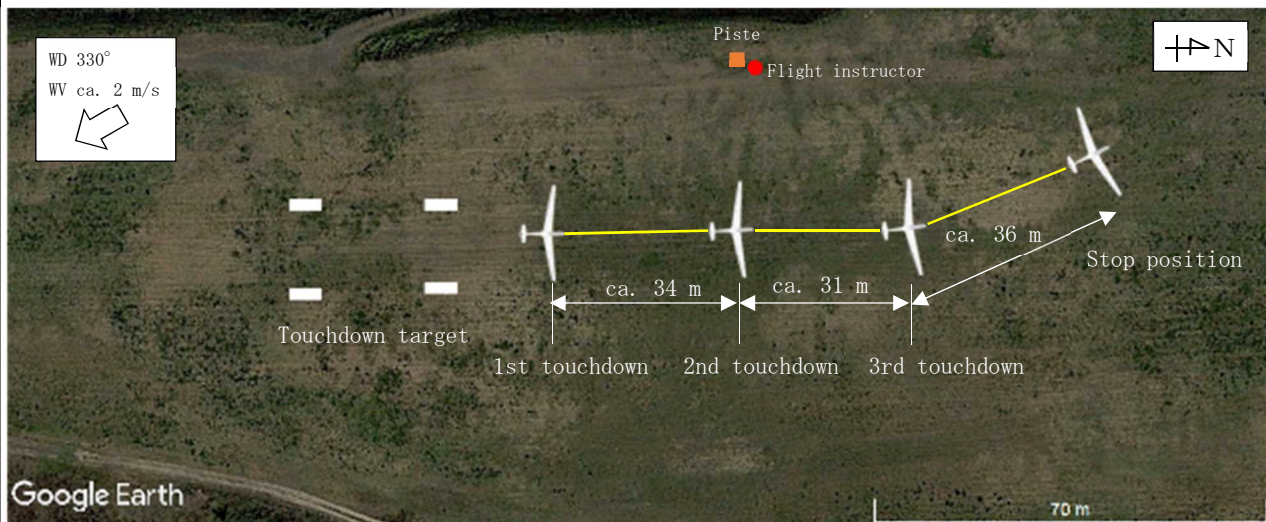 WD 330°
WV ca. 2 m/s
Piste
Flight instructor
N
ca. 36 m
Stop position
ca. 34 m
ca. 31 m
Touchdown target
1st touchdown
2nd touchdown
3rd touchdown
Google Earth
70 m